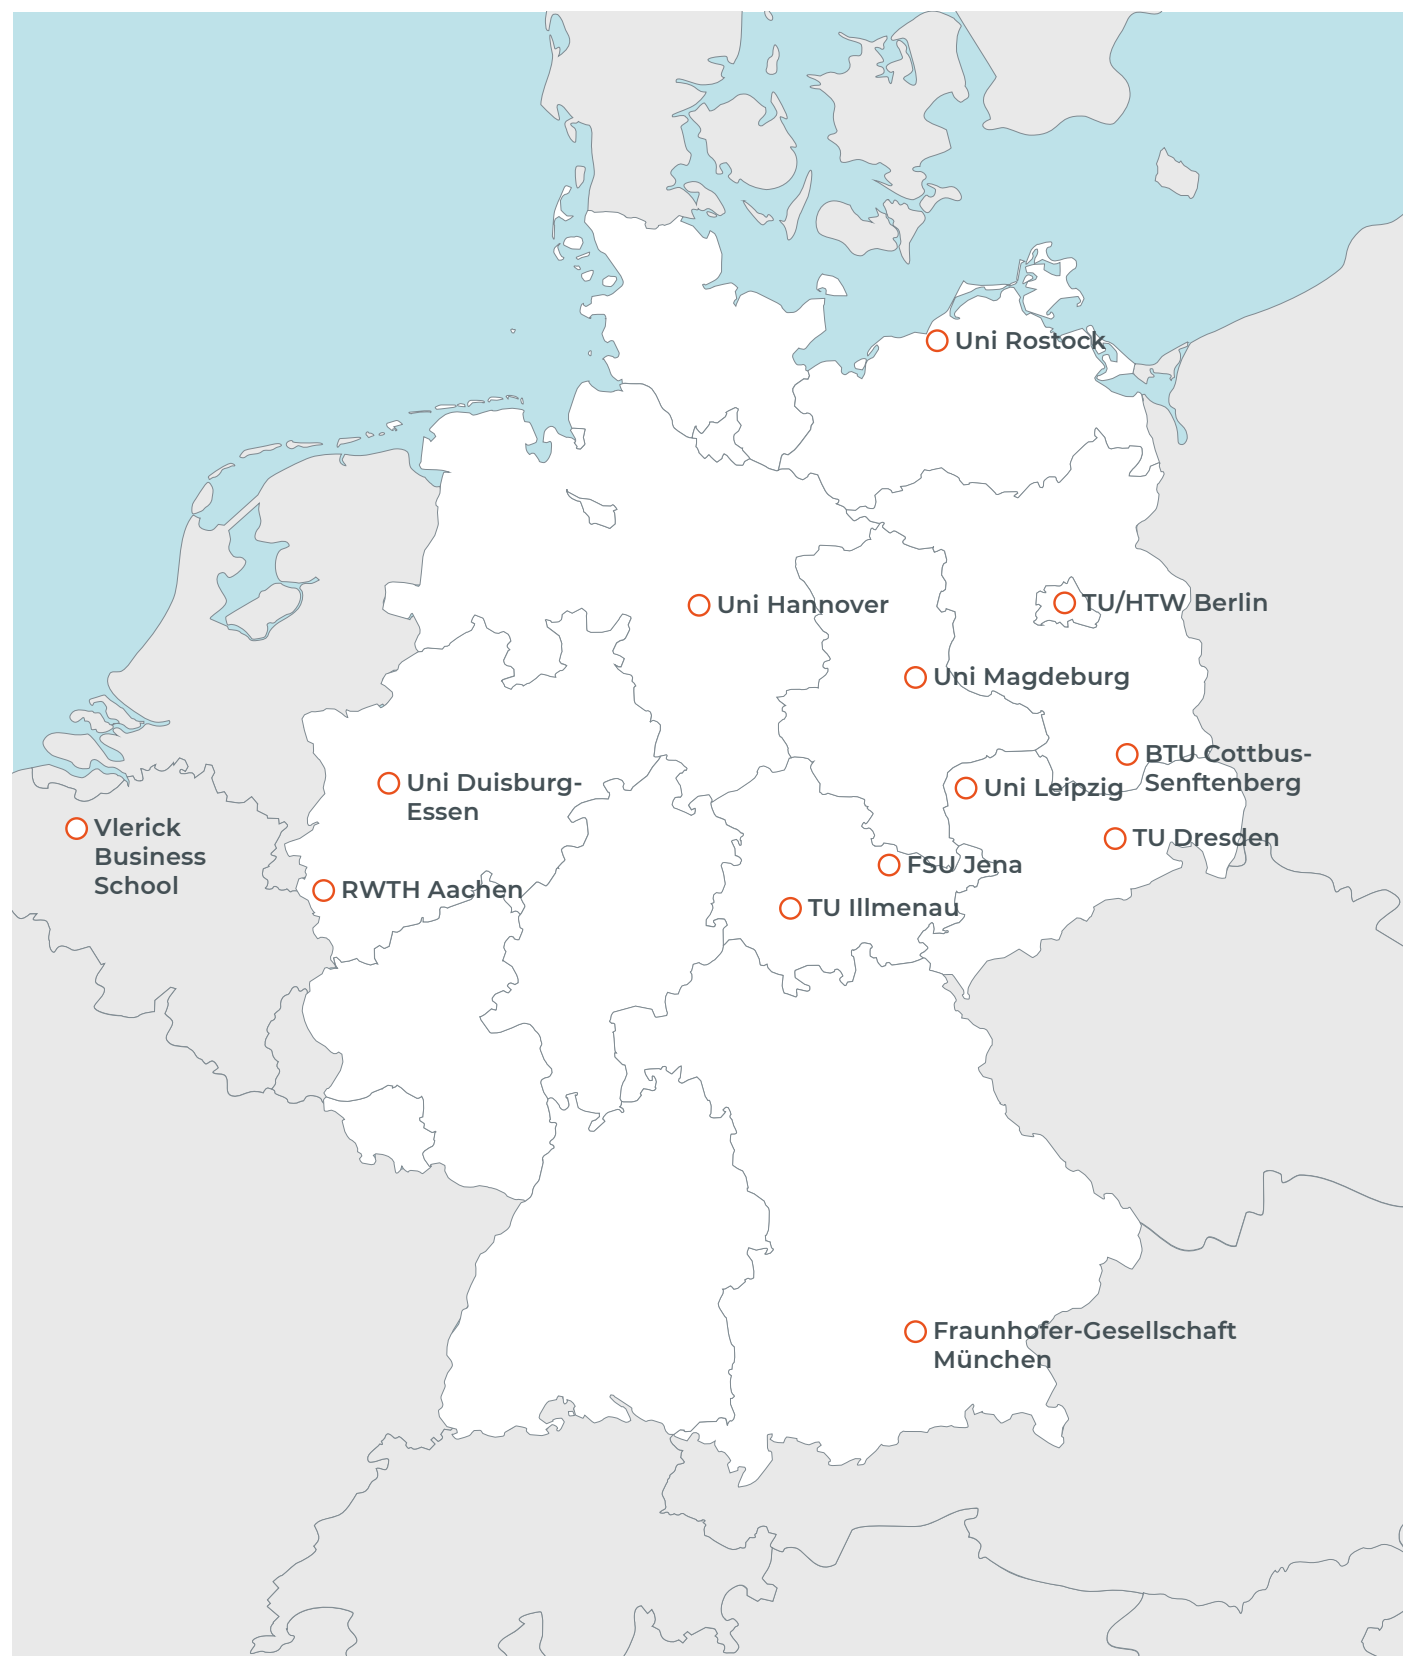 Uni Rostock
Uni Hannover
TU/HTW Berlin
Uni Magdeburg
BTU Cottbus-
Senftenberg
Uni Duisburg-
Essen
Uni Leipzig
Vlerick
Business
School
TU Dresden
FSU Jena
RWTH Aachen
TU Illmenau
Fraunhofer-Gesellschaft
München